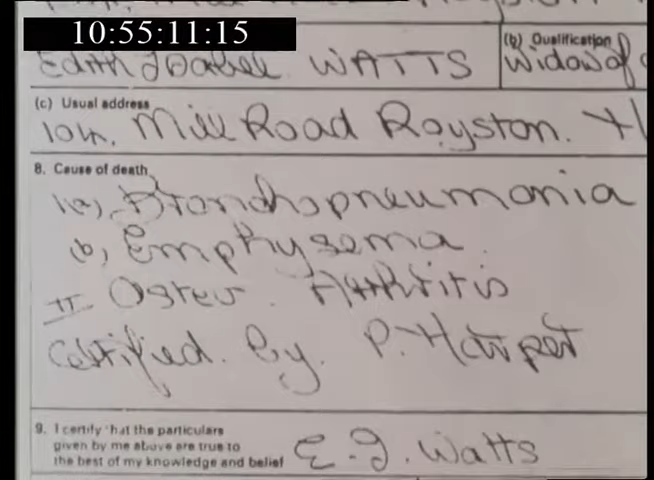 10:55:11:15
(b) Qualification
Edith Isabel WATTS Widow of
(c) Usual address
Mill Road Royston.
8. Cause of death
1(a), Bronchopneumonia
(b), Emphysema.
II Osteo. Arthritis
Certified. By. P. Harper
9. I certify that the particulars
given by me above are true to
the best of my knowledge and belief
E. I. Watts